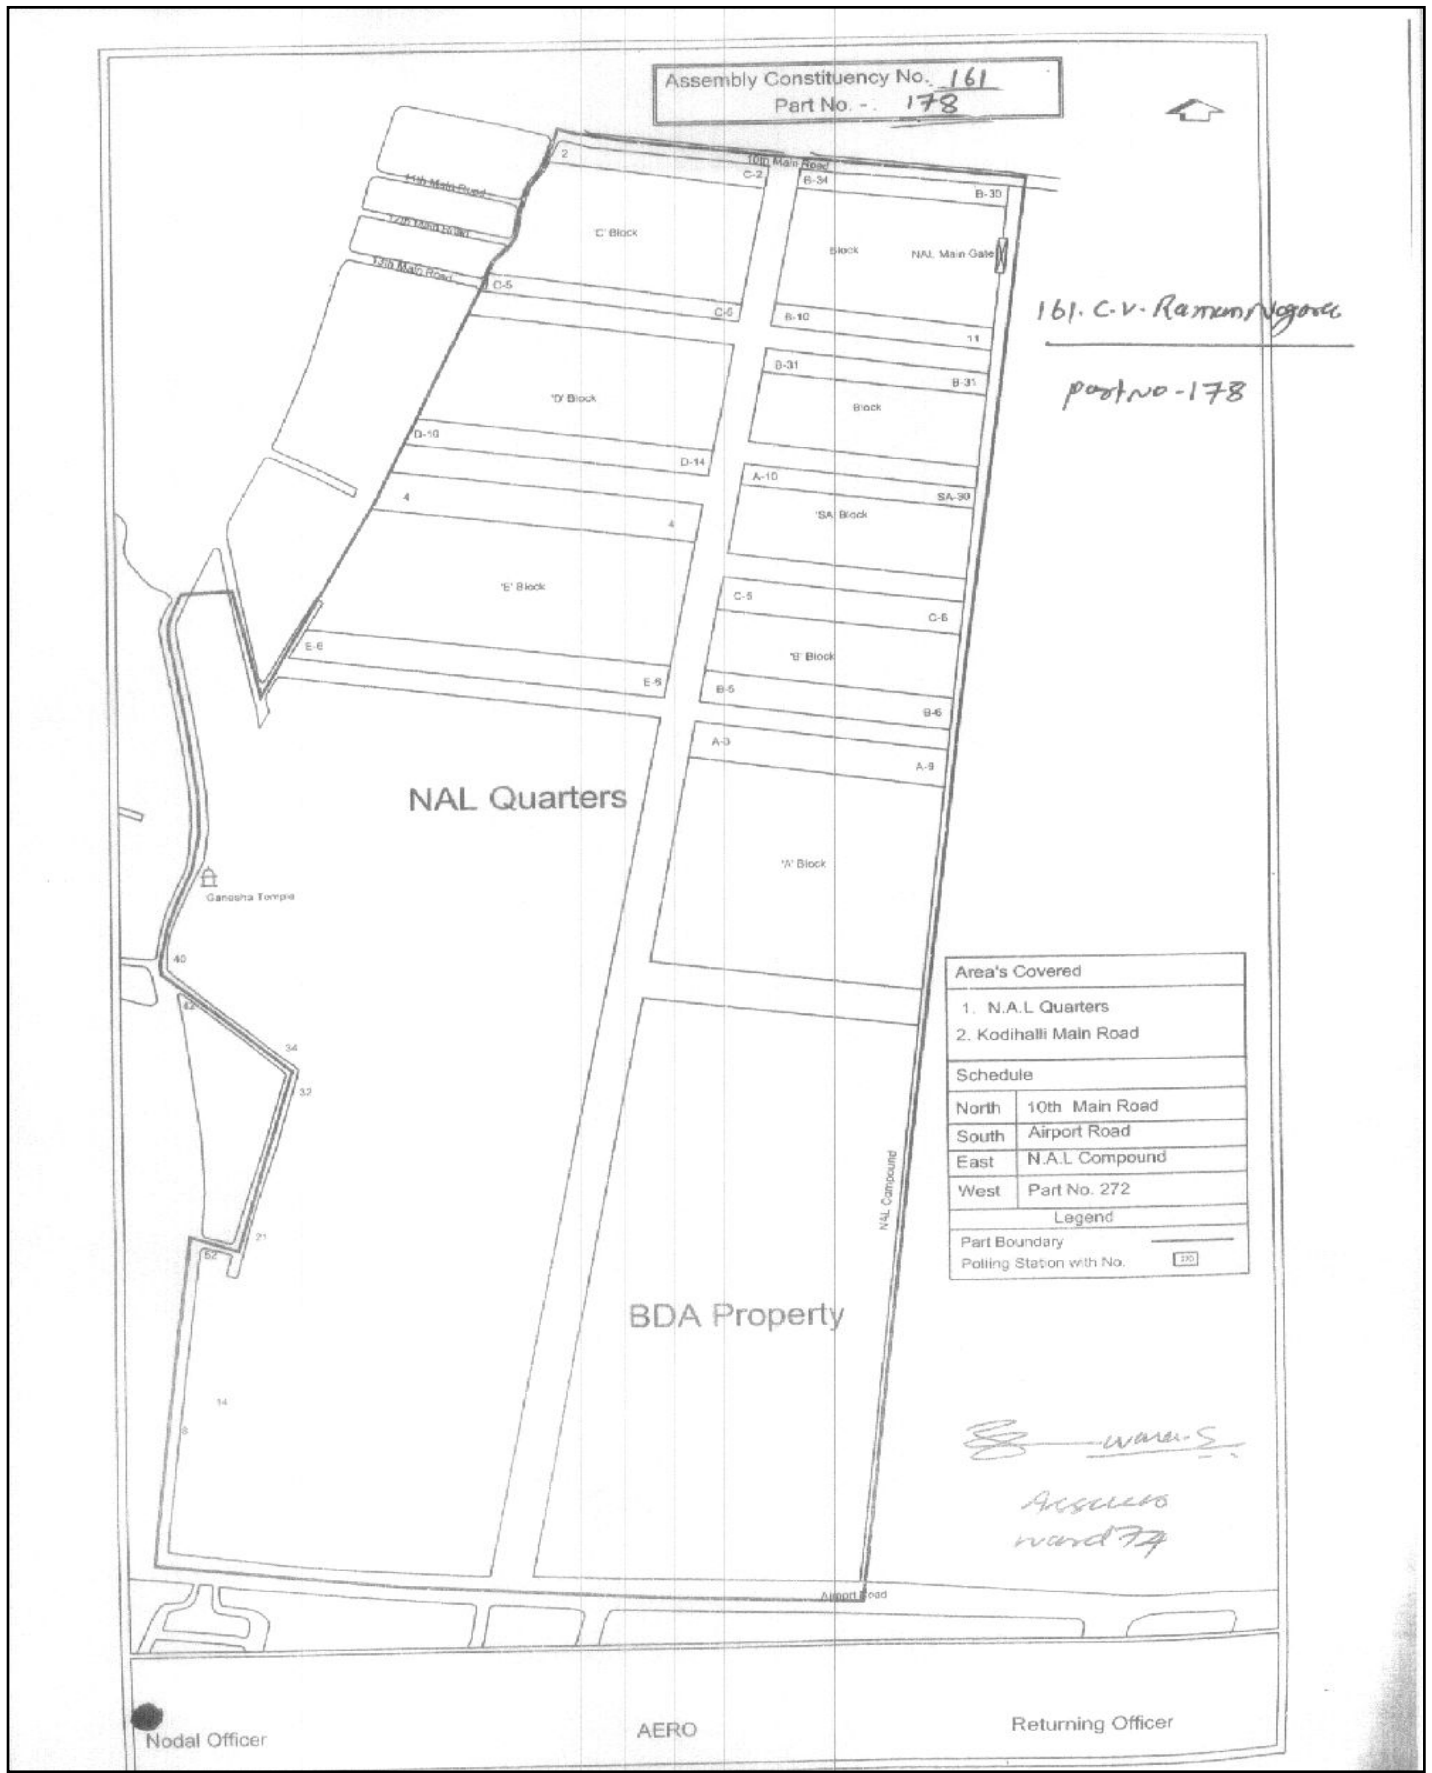 Assembly Constituency No. 161
Part No. - 178
10th Main Road
2
C-2
B-34
B-30
11th Main Road
12th Main Road
13th Main Road
'C' Block
Block
NAL Main Gate
C-5
C-6
B-10
11
161. C.V. Raman Nagara
part no - 178
B-31
B-31
'D' Block
Block
D-10
D-14
A-10
SA-30
4
4
'SA' Block
'E' Block
C-5
C-6
E-6
E-6
'B' Block
B-5
B-6
A-3
A-9
NAL Quarters
'A' Block
Ganesha Temple
40
42
34
32
Area's Covered
1. N.A.L Quarters
2. Kodihalli Main Road
Schedule
North 10th Main Road
South Airport Road
East N.A.L Compound
West Part No. 272
Legend
Part Boundary
Polling Station with No.
NAL Compound
21
52
BDA Property
14
8
ward 74
Airport Road
Nodal Officer
AERO
Returning Officer